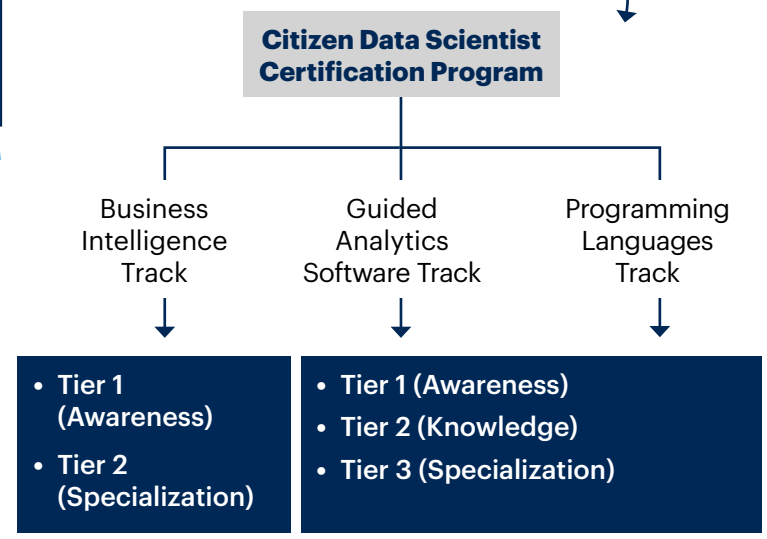 Citizen Data Scientist
Certification Program
Business
Intelligence
Track
Guided
Analytics
Software Track
Programming
Languages
Track
• Tier 1
(Awareness)
• Tier 2
(Specialization)
• Tier 1 (Awareness)
• Tier 2 (Knowledge)
• Tier 3 (Specialization)